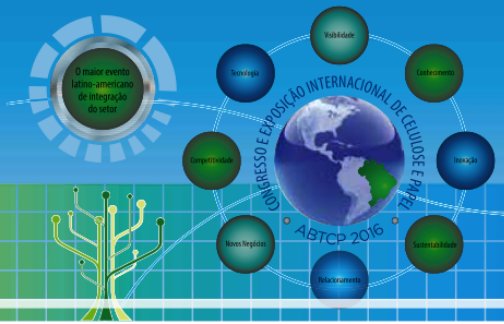 O maior evento
latino-americano
de integração
do setor
Visibilidade
Tecnologia
Conhecimento
Competitividade
Inovação
Novos Negócios
Sustentabilidade
Relacionamento
CONGRESSO E EXPOSIÇÃO INTERNACIONAL DE CELULOSE E PAPEL
ABTCP 2016